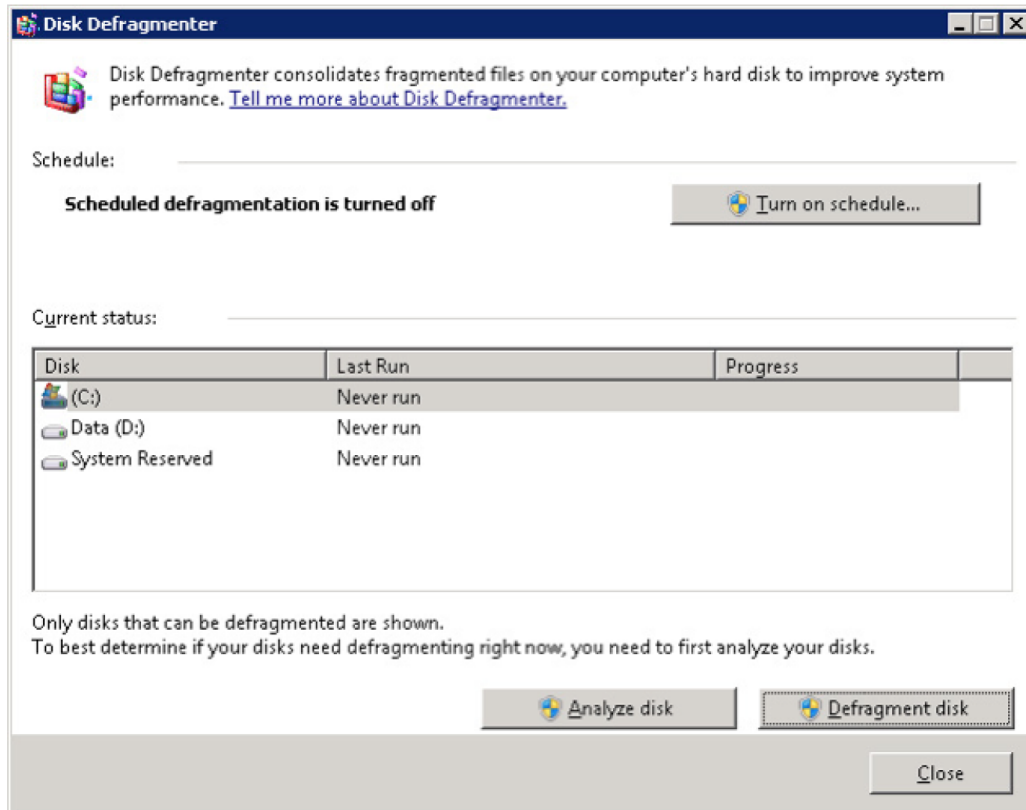 Disk Defragmenter
Disk Defragmenter consolidates fragmented files on your computer's hard disk to improve system
performance. Tell me more about Disk Defragmenter.
Schedule:
Scheduled defragmentation is turned off
Turn on schedule...
Current status:
Disk Last Run Progress
(C:) Never run
Data (D:) Never run
System Reserved Never run
Only disks that can be defragmented are shown.
To best determine if your disks need defragmenting right now, you need to first analyze your disks.
Analyze disk Defragment disk
Close